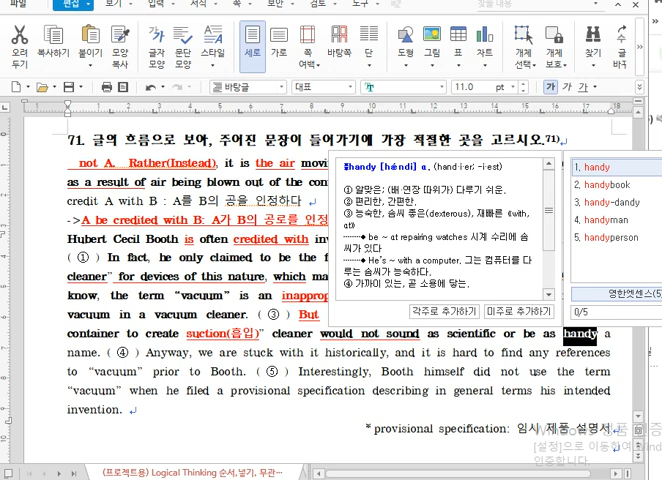 파일 편집 보기 입력 서식 쪽 보안 검토 도구 찾을 내용
오려 두기 복사하기 붙이기 모양 복사 글자 모양 문단 모양 스타일 세로 가로 쪽 여백 바탕쪽 단 도형 그림 표 차트 개체 선택 개체 보호 찾기
바탕글 대표 11.0 pt 가 가 가
71. 글의 흐름으로 보아, 주어진 문장이 들어가기에 가장 적절한 곳을 고르시오.71)
not A. Rather(Instead), it is the air
as a result of air being blown out of the
credit A with B : A를 B의 공을 인정하다
->A be credited with B: A가 B의 공로를
Hubert Cecil Booth is often credited with
( ① ) In fact, he only claimed to be the
cleaner” for devices of this nature, which
know, the term “vacuum” is an
vacuum in a vacuum cleaner. ( ③ ) But
container to create suction(흡입)” cleaner would not sound as scientific or be as handy a
name. ( ④ ) Anyway, we are stuck with it historically, and it is hard to find any references
to “vacuum” prior to Booth. ( ⑤ ) Interestingly, Booth himself did not use the term
“vacuum” when he filed a provisional specification describing in general terms his intended
invention.
* provisional specification: 임시 제품 설명서
handy [hǽndi] a. (hand·i·er; -i·est)
① 알맞은; (배·연장 따위가) 다루기 쉬운.
② 편리한, 간편한.
③ 능숙한, 솜씨 좋은(dexterous), 재빠른 (with, at)
◆ be ~ at repairing watches 시계 수리에 솜
씨가 있다
◆ He's ~ with a computer. 그는 컴퓨터를 다
루는 솜씨가 능숙하다.
④ 가까이 있는, 곧 소용에 닿는.
각주로 추가하기 미주로 추가하기
1. handy
2. handybook
3. handy-dandy
4. handyman
5. handyperson
영한엣센스(5)
0/5
[설정]으로 이동하여
인증합니다.
(프로젝트용) Logical Thinking 순서,넣기, 무관…